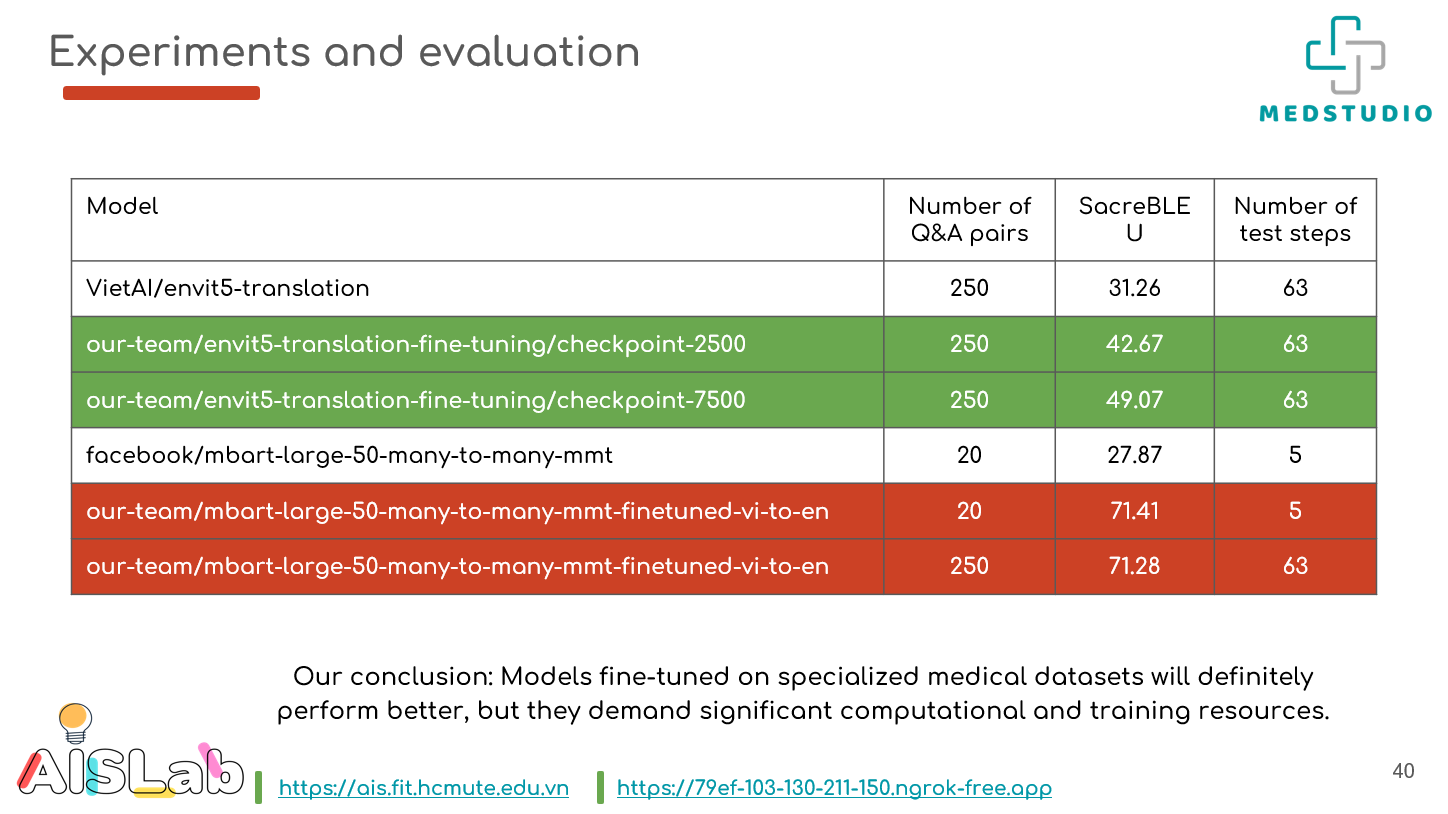 Experiments and evaluation
MEDSTUDIO
Model
Number of
Q&A pairs
SacreBLE
U
Number of
test steps
VietAI/envit5-translation
250
31.26
63
our-team/envit5-translation-fine-tuning/checkpoint-2500
250
42.67
63
our-team/envit5-translation-fine-tuning/checkpoint-7500
250
49.07
63
facebook/mbart-large-50-many-to-many-mmt
20
27.87
5
our-team/mbart-large-50-many-to-many-mmt-finetuned-vi-to-en
20
71.41
5
our-team/mbart-large-50-many-to-many-mmt-finetuned-vi-to-en
250
71.28
63
Our conclusion: Models fine-tuned on specialized medical datasets will definitely
perform better, but they demand significant computational and training resources.
AISLab
https://ais.fit.hcmute.edu.vn
https://79ef-103-130-211-150.ngrok-free.app
40